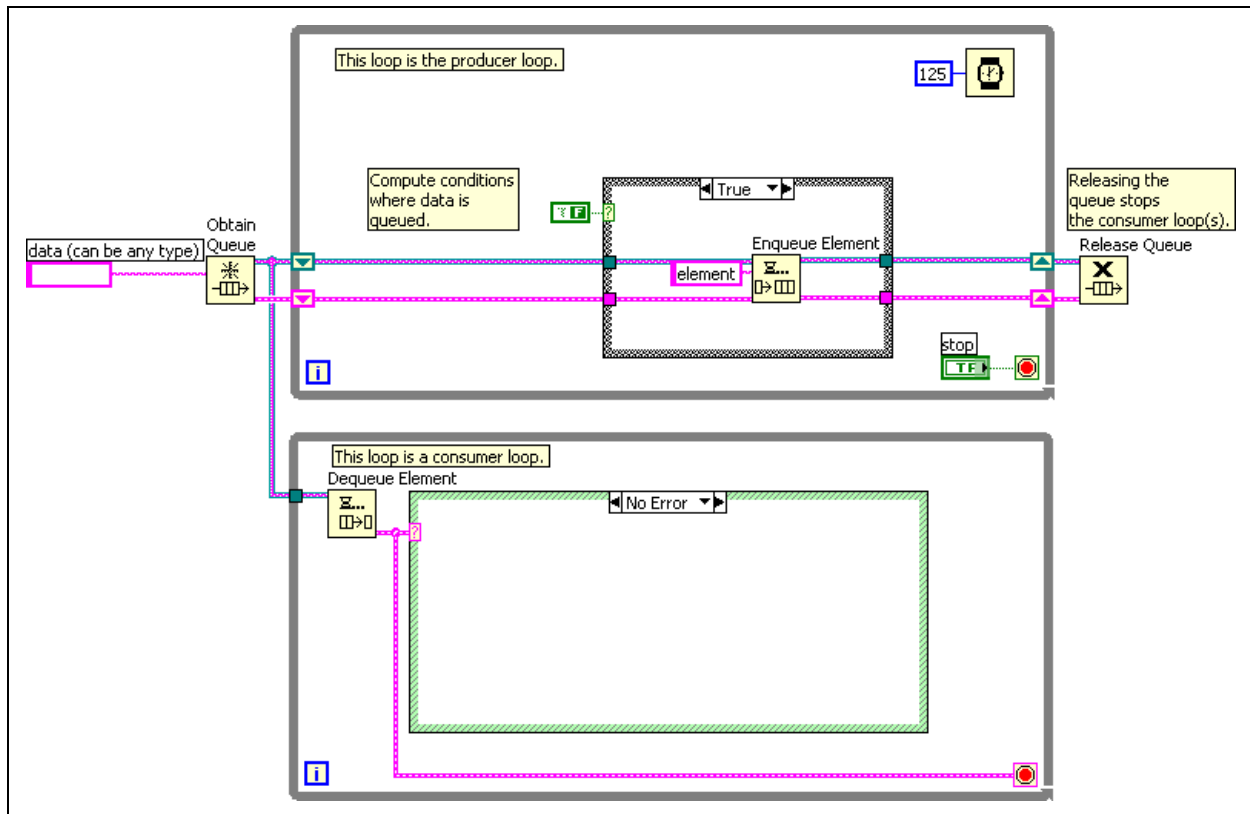 This loop is the producer loop.
125
Compute conditions
where data is
queued.
True
Releasing the
queue stops
the consumer loop(s).
Obtain
Queue
data (can be any type)
F
?
Enqueue Element
element
Release Queue
stop
TF
i
This loop is a consumer loop.
Dequeue Element
No Error
?
i